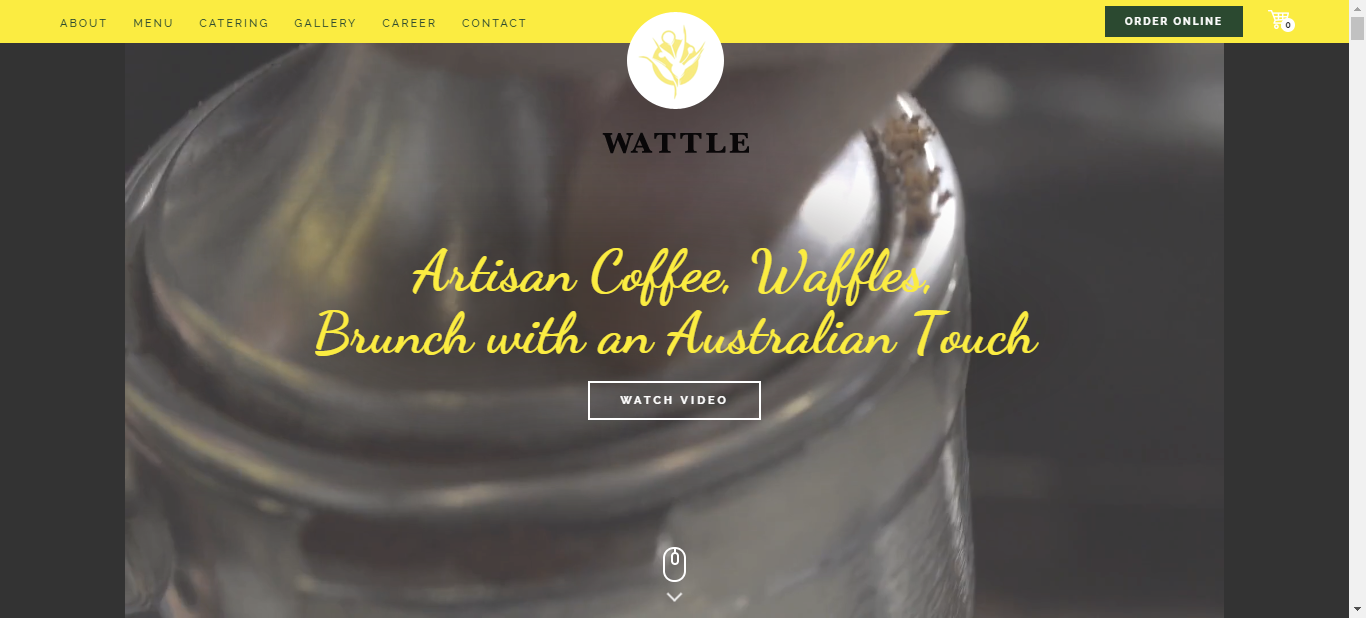 ABOUT MENU CATERING GALLERY CAREER CONTACT ORDER ONLINE 0
WATTLE
Artisan Coffee, Waffles,
Brunch with an Australian Touch
WATCH VIDEO